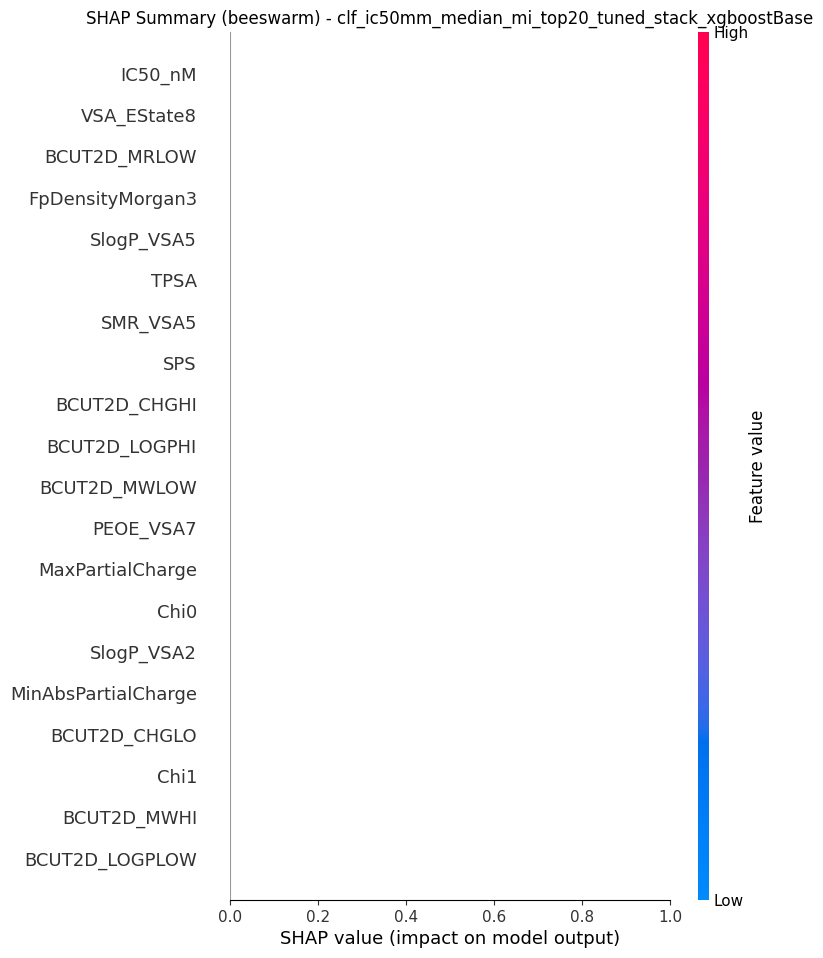 SHAP Summary (beeswarm) - clf_ic50mm_median_mi_top20_tuned_stack_xgboostBase
High
IC50_nM
VSA_EState8
BCUT2D_MRLOW
FpDensityMorgan3
SlogP_VSA5
TPSA
SMR_VSA5
SPS
BCUT2D_CHGHI
BCUT2D_LOGPHI
BCUT2D_MWLOW
PEOE_VSA7
MaxPartialCharge
Chi0
SlogP_VSA2
MinAbsPartialCharge
BCUT2D_CHGLO
Chi1
BCUT2D_MWHI
BCUT2D_LOGPLOW
Feature value
Low
0.0 0.2 0.4 0.6 0.8 1.0
SHAP value (impact on model output)